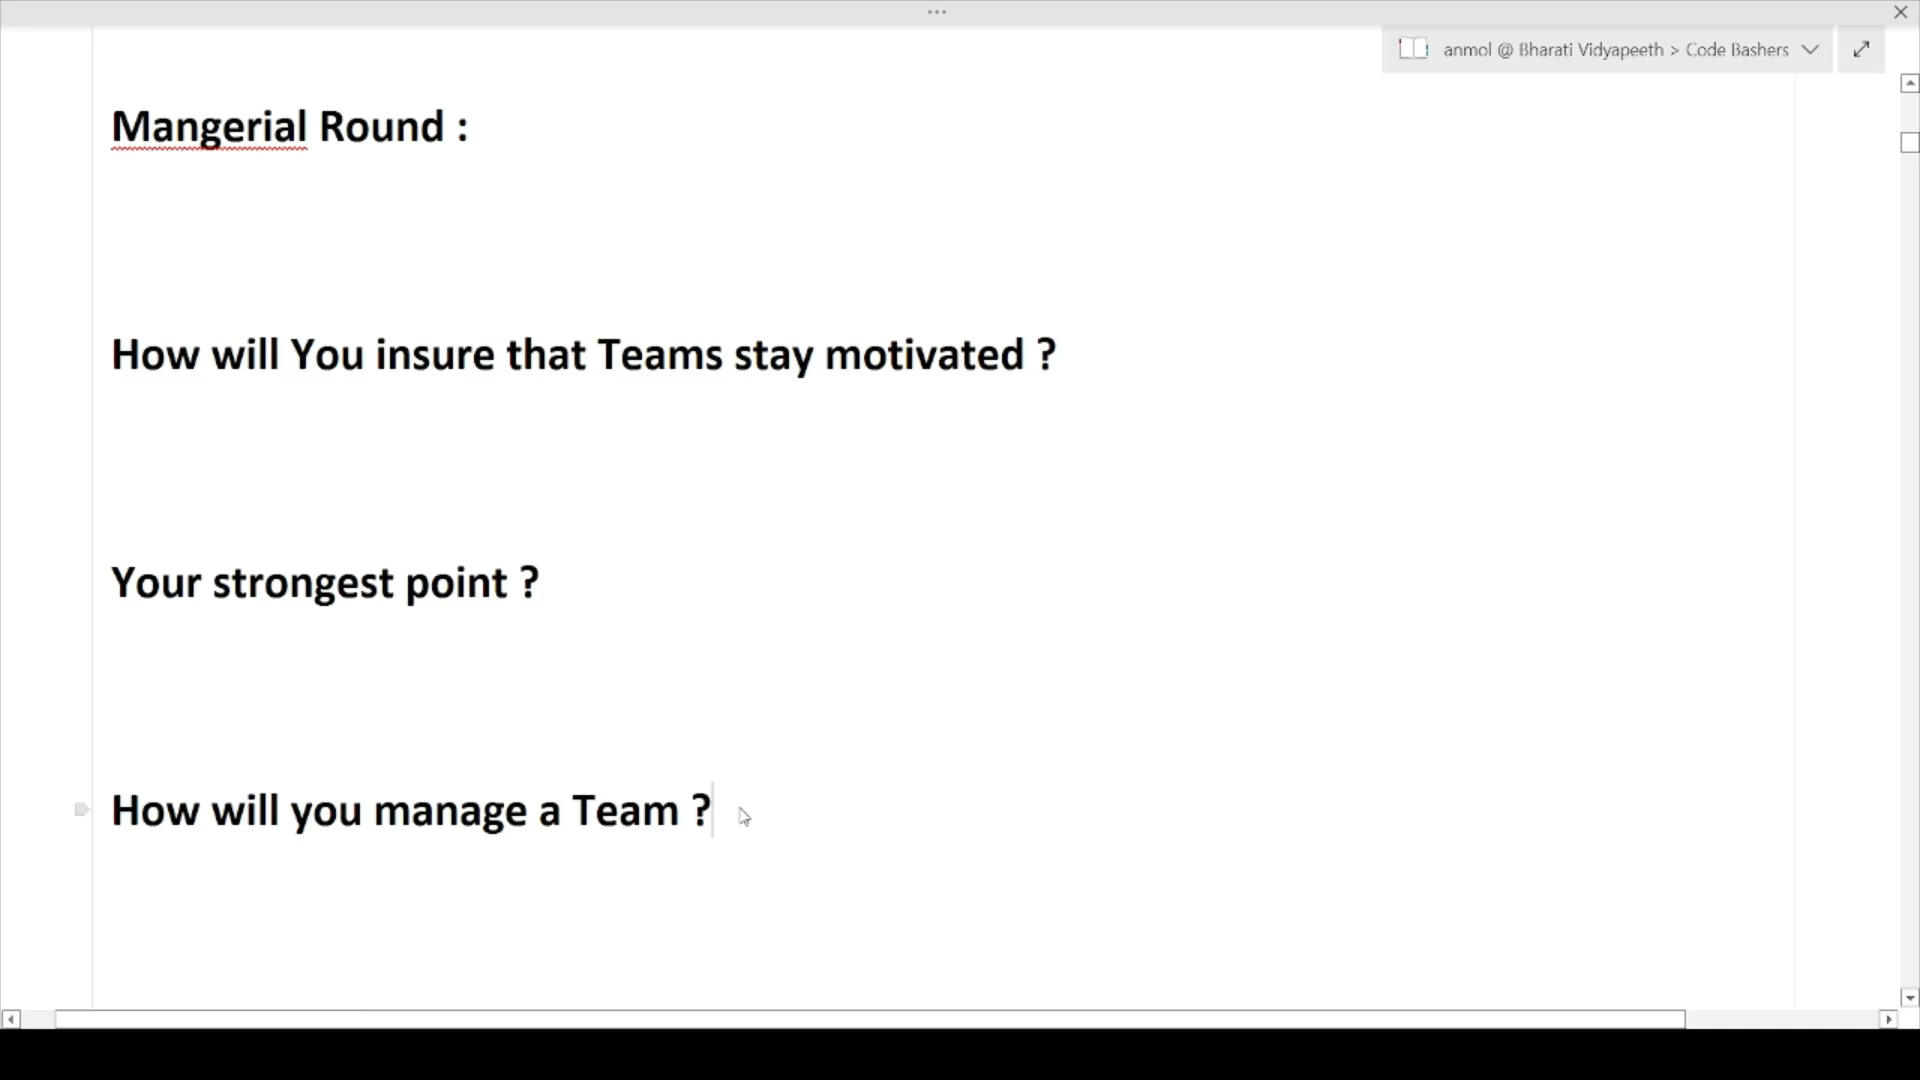 ...
anmol @ Bharati Vidyapeeth > Code Bashers
Mangerial Round :
How will You insure that Teams stay motivated ?
Your strongest point ?
How will you manage a Team ?